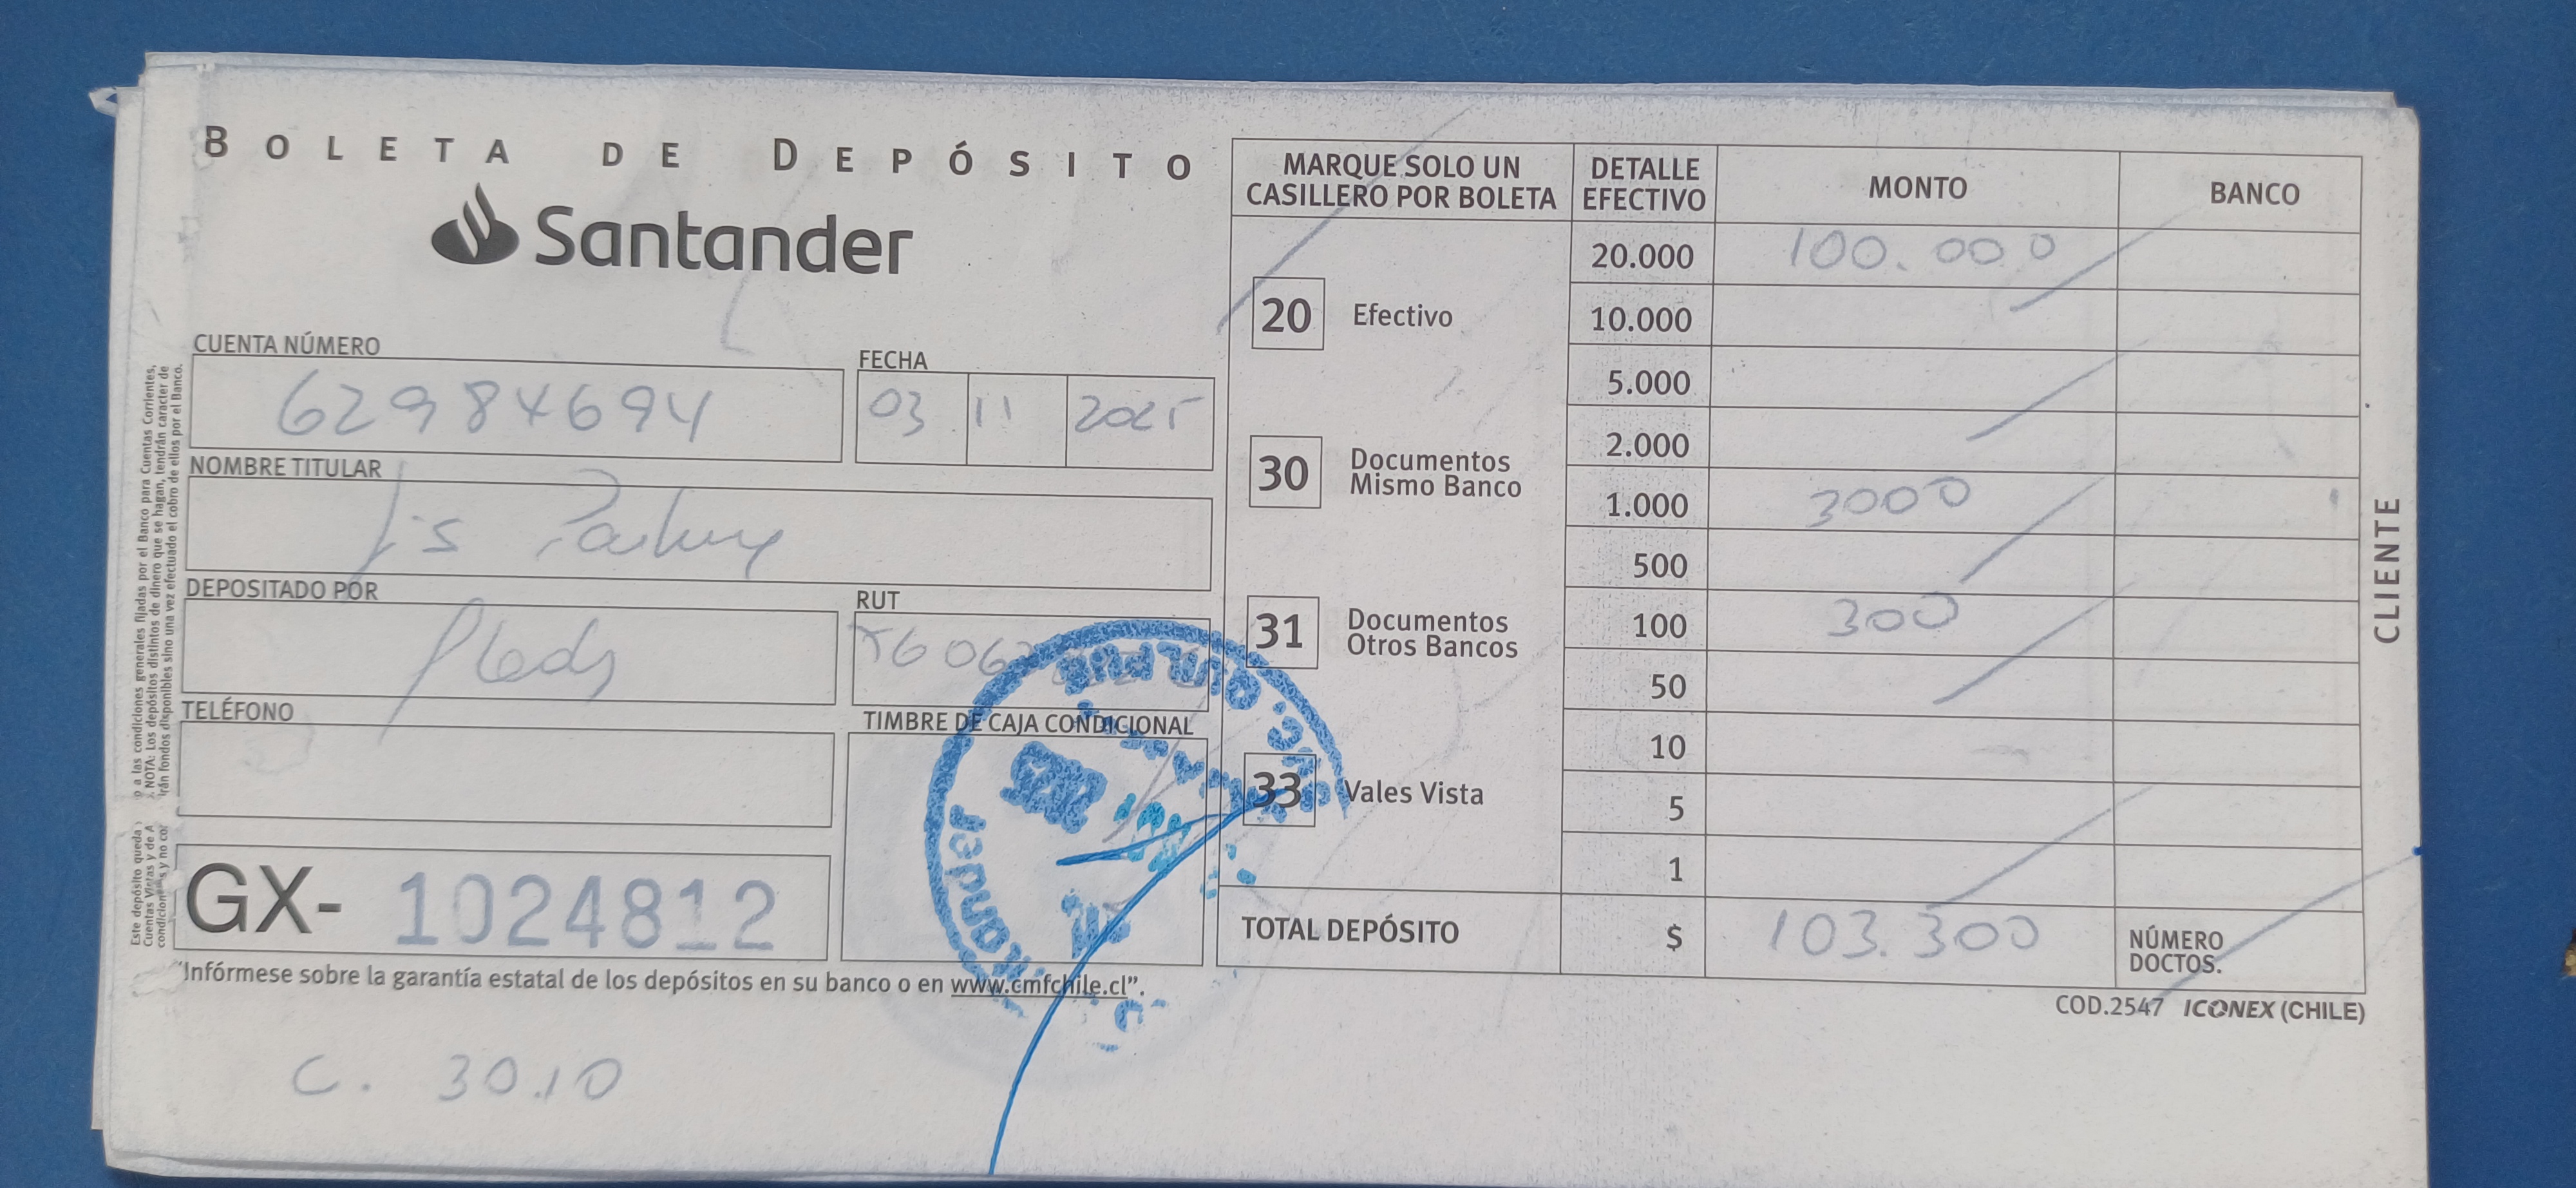 BOLETA DE DEPÓSITO
Santander
CUENTA NÚMERO
62984694
FECHA
03 11 2025
NOMBRE TITULAR
DEPOSITADO POR
RUT
TELÉFONO
TIMBRE DE CAJA CONDICIONAL
GX- 1024812
"Infórmese sobre la garantía estatal de los depósitos en su banco o en www.cmfchile.cl".
C. 30.10
MARQUE SOLO UN CASILLERO POR BOLETA
20 Efectivo
30 Documentos Mismo Banco
31 Documentos Otros Bancos
33 Vales Vista
DETALLE EFECTIVO MONTO BANCO
20.000 100.000
10.000
5.000
2.000
1.000 3000
500
100 300
50
10
5
1
TOTAL DEPÓSITO $ 103.300 NÚMERO DOCTOS.
COD.2547 ICONEX (CHILE)
CLIENTE